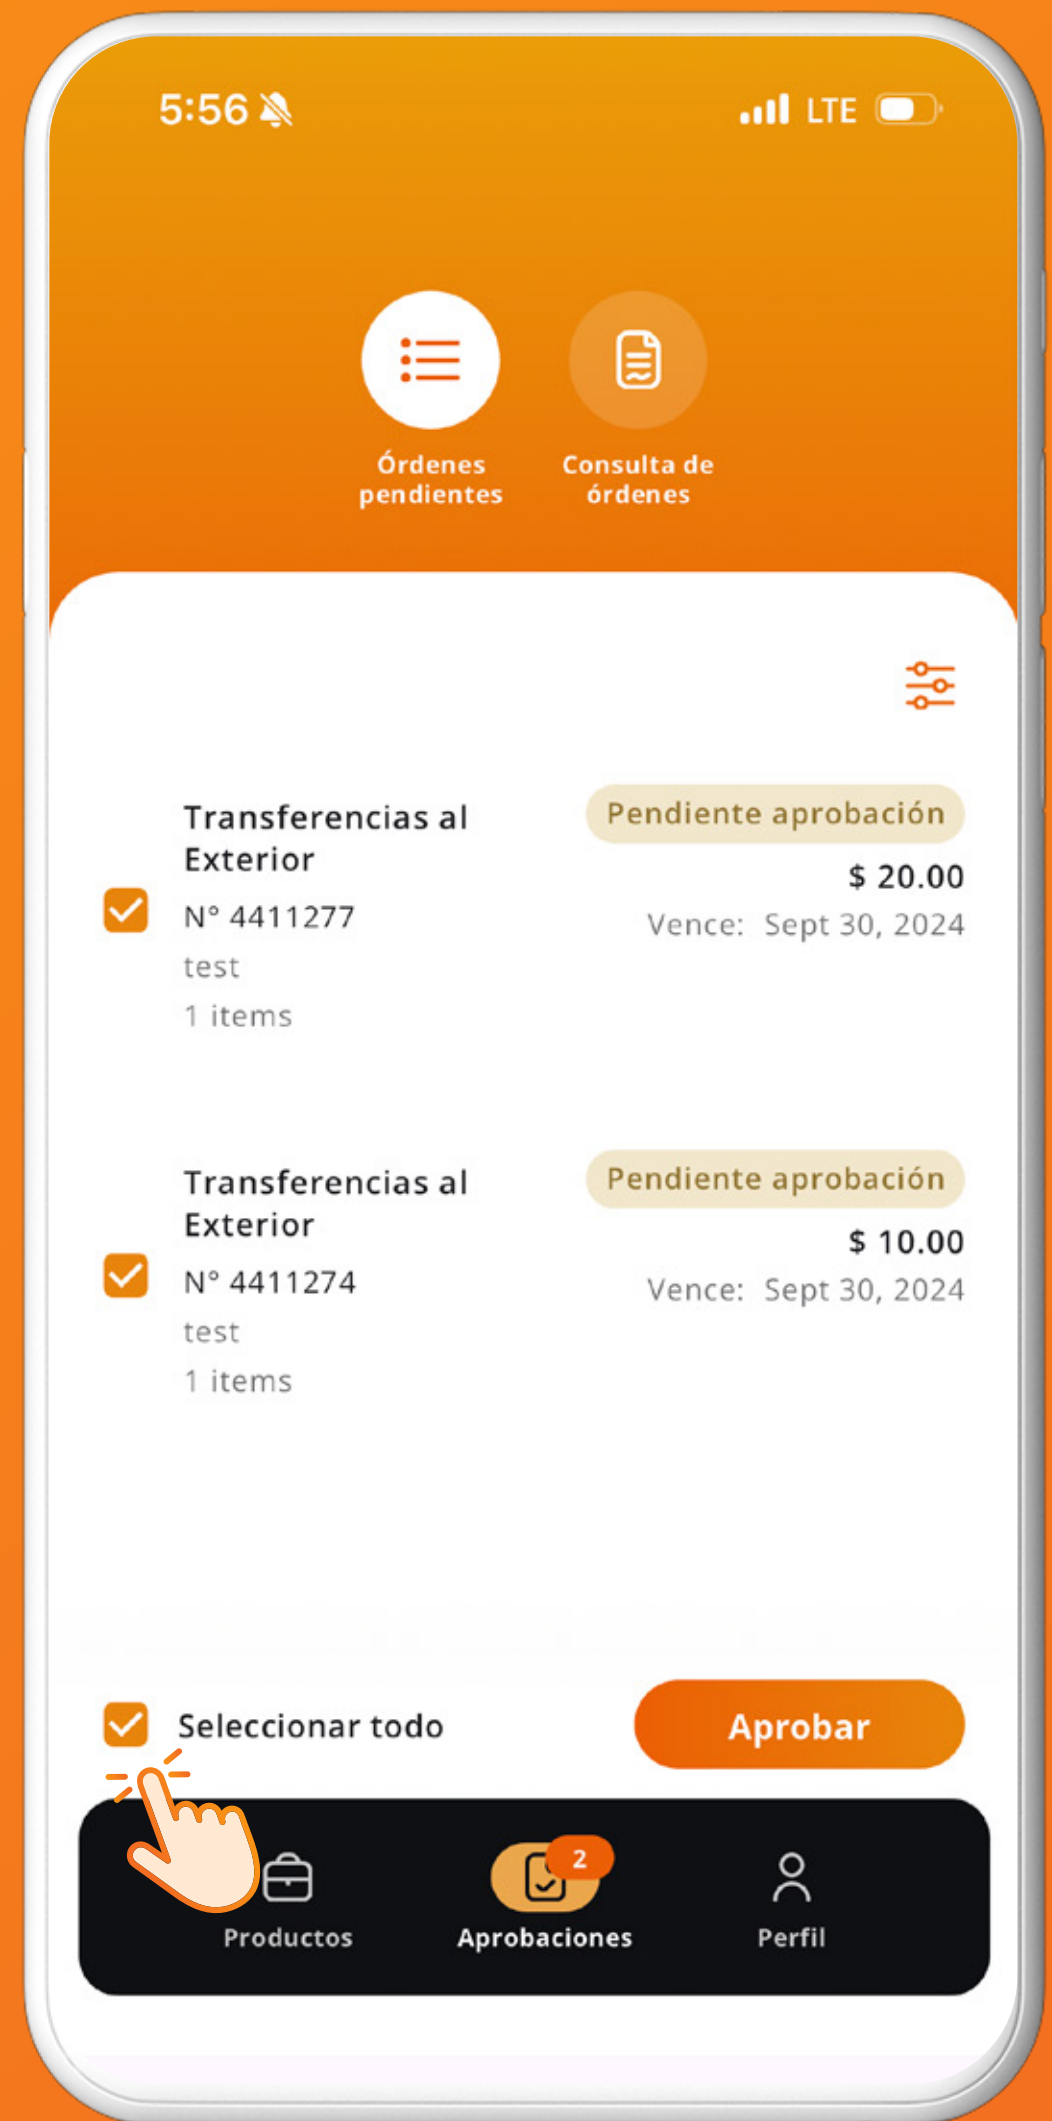 5:56
LTE
Órdenes
pendientes
Consulta de
órdenes
Transferencias al
Exterior
N° 4411277
test
1 items
Pendiente aprobación
$ 20.00
Vence: Sept 30, 2024
Transferencias al
Exterior
N° 4411274
test
1 items
Pendiente aprobación
$ 10.00
Vence: Sept 30, 2024
Seleccionar todo
Aprobar
2
Productos
Aprobaciones
Perfil